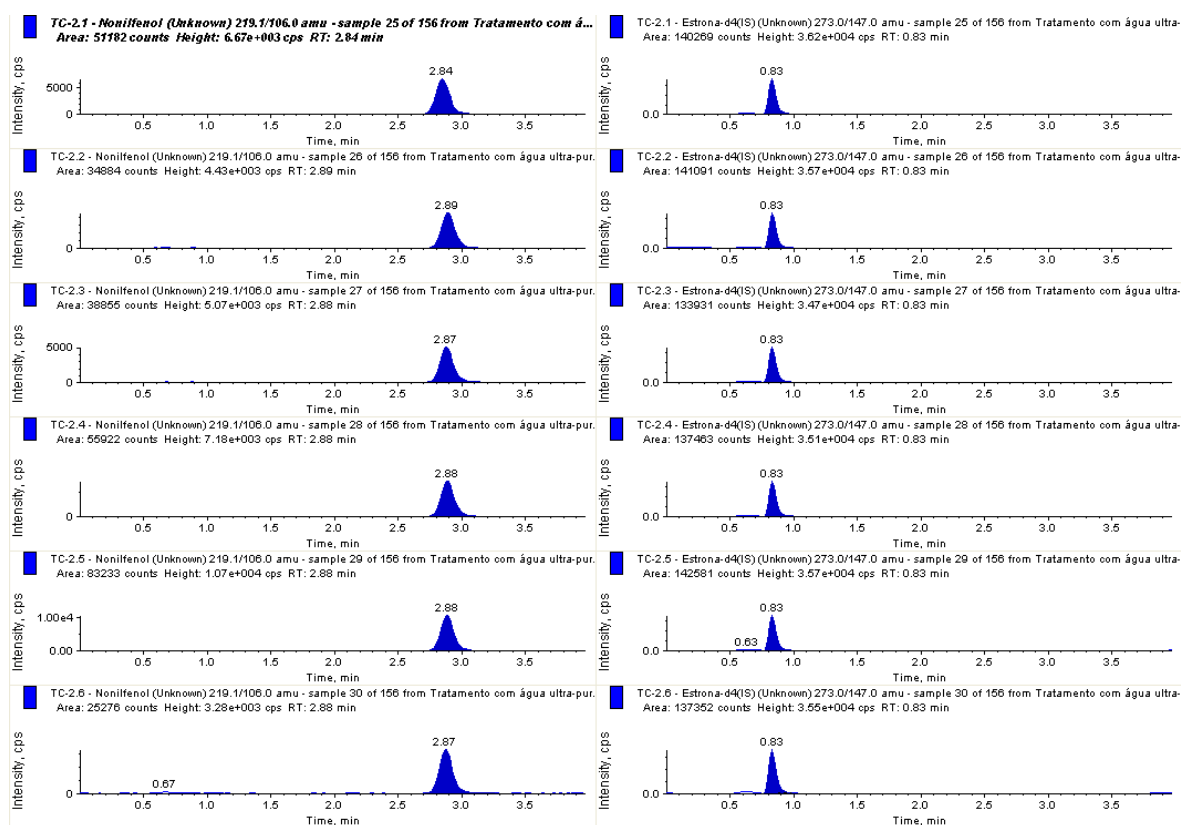 TC-2.1 - Nonilfenol (Unknown) 219.1/106.0 amu - sample 25 of 156 from Tratamento com á...
Area: 51182 counts Height: 6.67e+003 cps RT: 2.84 min
2.84
Intensity, cps
5000
0
0.5 1.0 1.5 2.0 2.5 3.0 3.5
Time, min
TC-2.1 - Estrona-d4(IS) (Unknown) 273.0/147.0 amu - sample 25 of 156 from Tratamento com água ultra-
Area: 140269 counts Height: 3.62e+004 cps RT: 0.83 min
0.83
Intensity, cps
0.0
0.5 1.0 1.5 2.0 2.5 3.0 3.5
Time, min
TC-2.2 - Nonilfenol (Unknown) 219.1/106.0 amu - sample 26 of 156 from Tratamento com água ultra-pur.
Area: 34884 counts Height: 4.43e+003 cps RT: 2.89 min
2.89
Intensity, cps
0
0.5 1.0 1.5 2.0 2.5 3.0 3.5
Time, min
TC-2.2 - Estrona-d4(IS) (Unknown) 273.0/147.0 amu - sample 26 of 156 from Tratamento com água ultra-
Area: 141091 counts Height: 3.57e+004 cps RT: 0.83 min
0.83
Intensity, cps
0.0
0.5 1.0 1.5 2.0 2.5 3.0 3.5
Time, min
TC-2.3 - Nonilfenol (Unknown) 219.1/106.0 amu - sample 27 of 156 from Tratamento com água ultra-pur.
Area: 38855 counts Height: 5.07e+003 cps RT: 2.88 min
2.87
Intensity, cps
5000
0
0.5 1.0 1.5 2.0 2.5 3.0 3.5
Time, min
TC-2.3 - Estrona-d4(IS) (Unknown) 273.0/147.0 amu - sample 27 of 156 from Tratamento com água ultra-
Area: 133931 counts Height: 3.47e+004 cps RT: 0.83 min
0.83
Intensity, cps
0.0
0.5 1.0 1.5 2.0 2.5 3.0 3.5
Time, min
TC-2.4 - Nonilfenol (Unknown) 219.1/106.0 amu - sample 28 of 156 from Tratamento com água ultra-pur.
Area: 55922 counts Height: 7.18e+003 cps RT: 2.88 min
2.88
Intensity, cps
0
0.5 1.0 1.5 2.0 2.5 3.0 3.5
Time, min
TC-2.4 - Estrona-d4(IS) (Unknown) 273.0/147.0 amu - sample 28 of 156 from Tratamento com água ultra-
Area: 137463 counts Height: 3.51e+004 cps RT: 0.83 min
0.83
Intensity, cps
0.0
0.5 1.0 1.5 2.0 2.5 3.0 3.5
Time, min
TC-2.5 - Nonilfenol (Unknown) 219.1/106.0 amu - sample 29 of 156 from Tratamento com água ultra-pur.
Area: 83233 counts Height: 1.07e+004 cps RT: 2.88 min
2.88
Intensity, cps
1.00e4
0.00
0.5 1.0 1.5 2.0 2.5 3.0 3.5
Time, min
TC-2.5 - Estrona-d4(IS) (Unknown) 273.0/147.0 amu - sample 29 of 156 from Tratamento com água ultra-
Area: 142581 counts Height: 3.57e+004 cps RT: 0.83 min
0.83
0.63
Intensity, cps
0.0
0.5 1.0 1.5 2.0 2.5 3.0 3.5
Time, min
TC-2.6 - Nonilfenol (Unknown) 219.1/106.0 amu - sample 30 of 156 from Tratamento com água ultra-pur.
Area: 25276 counts Height: 3.28e+003 cps RT: 2.88 min
2.87
0.67
Intensity, cps
0
0.5 1.0 1.5 2.0 2.5 3.0 3.5
Time, min
TC-2.6 - Estrona-d4(IS) (Unknown) 273.0/147.0 amu - sample 30 of 156 from Tratamento com água ultra-
Area: 137352 counts Height: 3.55e+004 cps RT: 0.83 min
0.83
Intensity, cps
0.0
0.5 1.0 1.5 2.0 2.5 3.0 3.5
Time, min